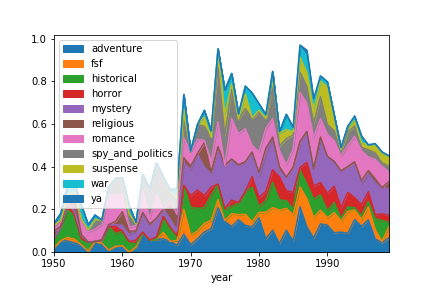 1.0
0.8
0.6
0.4
0.2
0.0
adventure
fsf
historical
horror
mystery
religious
romance
spy_and_politics
suspense
war
ya
1950
1960
1970
1980
1990
year